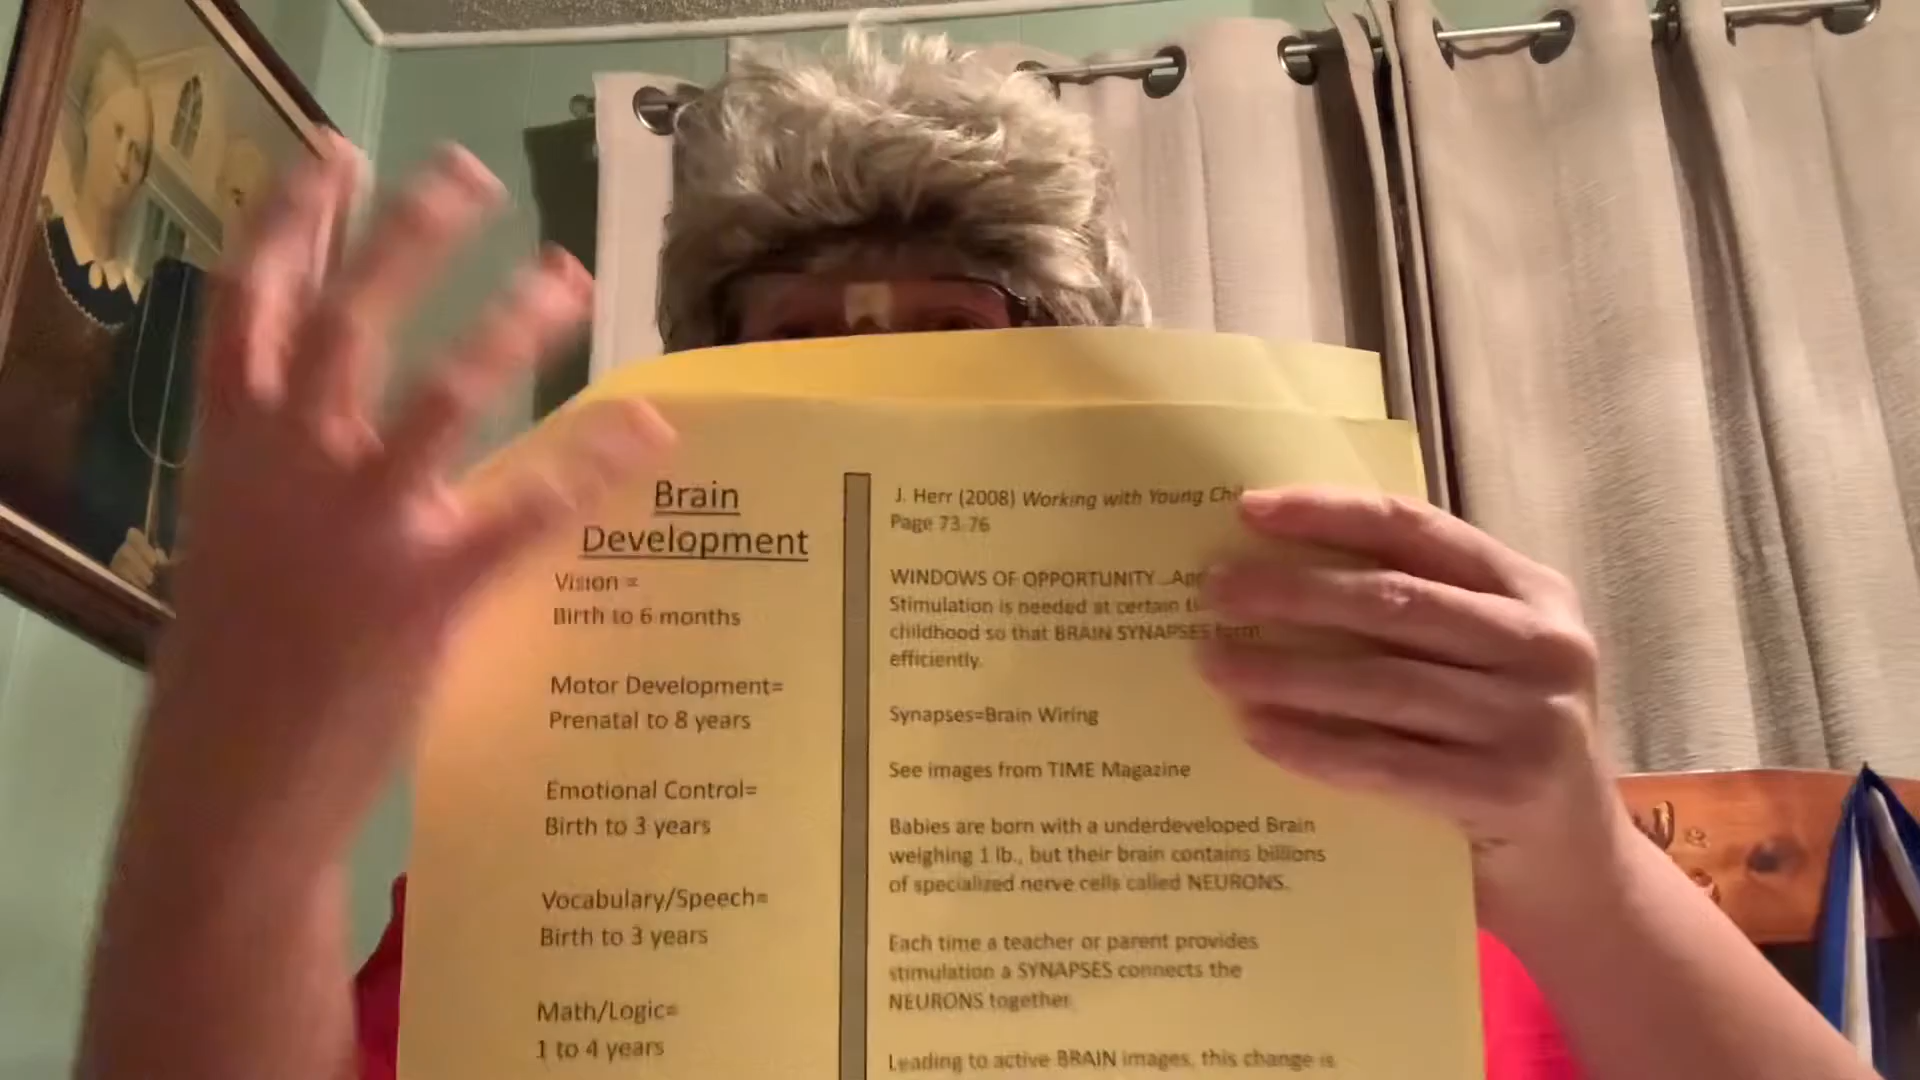 Brain
Development
Vision =
Birth to 6 months
Motor Development=
Prenatal to 8 years
Emotional Control=
Birth to 3 years
Vocabulary/Speech=
Birth to 3 years
Math/Logic=
1 to 4 years
J. Herr (2008) Working with Young
Page 73-76
WINDOWS OF OPPORTUNITY...
Stimulation is needed at certain
childhood so that BRAIN SYNAPSES form
efficiently.
Synapses=Brain Wiring
See images from TIME Magazine
Babies are born with a underdeveloped Brain
weighing 1 lb., but their brain contains billions
of specialized nerve cells called NEURONS.
Each time a teacher or parent provides
stimulation a SYNAPSES connects the
NEURONS together.
Leading to active BRAIN images, this change is